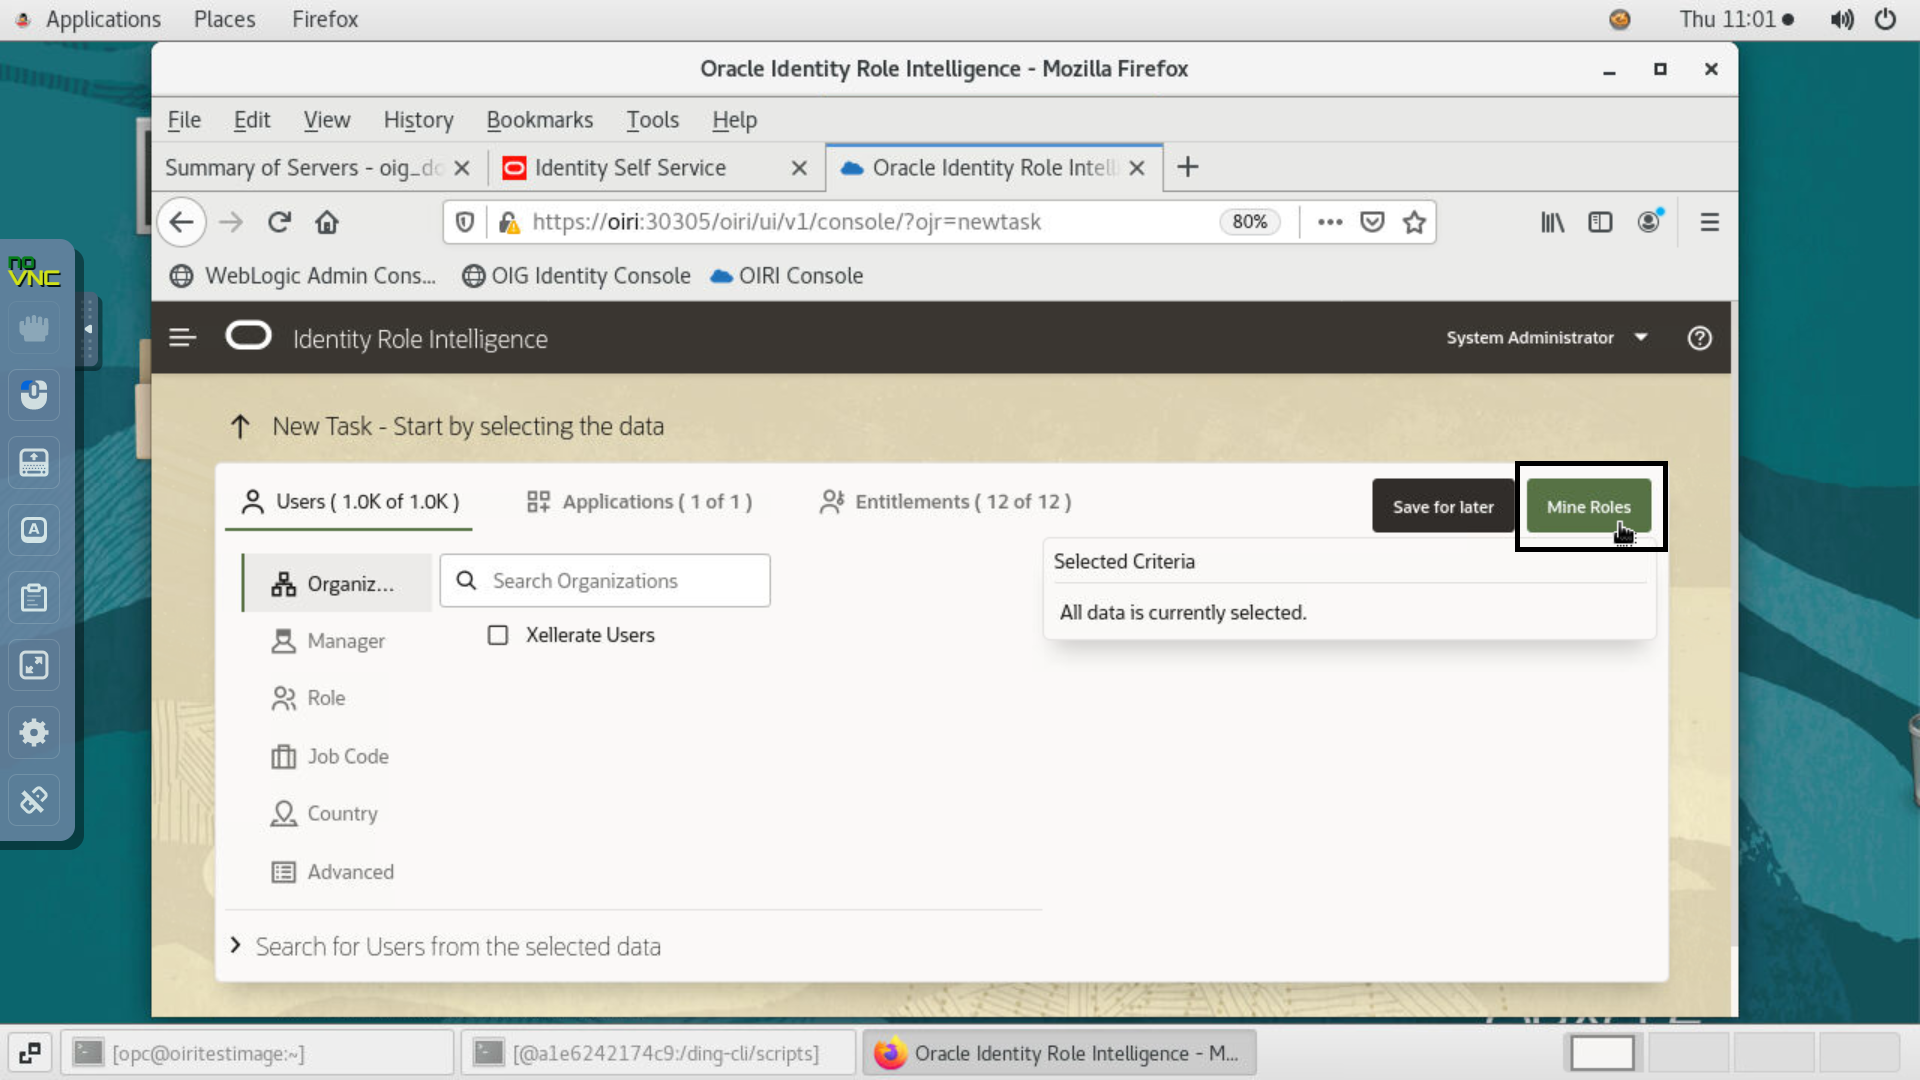 Applications Places Firefox Thu 11:01
Oracle Identity Role Intelligence - Mozilla Firefox
File Edit View History Bookmarks Tools Help
Summary of Servers - oig_do Identity Self Service Oracle Identity Role Intell
https://oiri:30305/oiri/ui/v1/console/?ojr=newtask 80%
WebLogic Admin Cons... OIG Identity Console OIRI Console
no
VNC
Identity Role Intelligence System Administrator
New Task - Start by selecting the data
Users ( 1.0K of 1.0K ) Applications ( 1 of 1 ) Entitlements ( 12 of 12 ) Save for later Mine Roles
Selected Criteria
All data is currently selected.
Organiz... Search Organizations
Xellerate Users
Manager
Role
Job Code
Country
Advanced
Search for Users from the selected data
[opc@oiritestimage:~] [@a1e6242174c9:/ding-cli/scripts] Oracle Identity Role Intelligence - M...